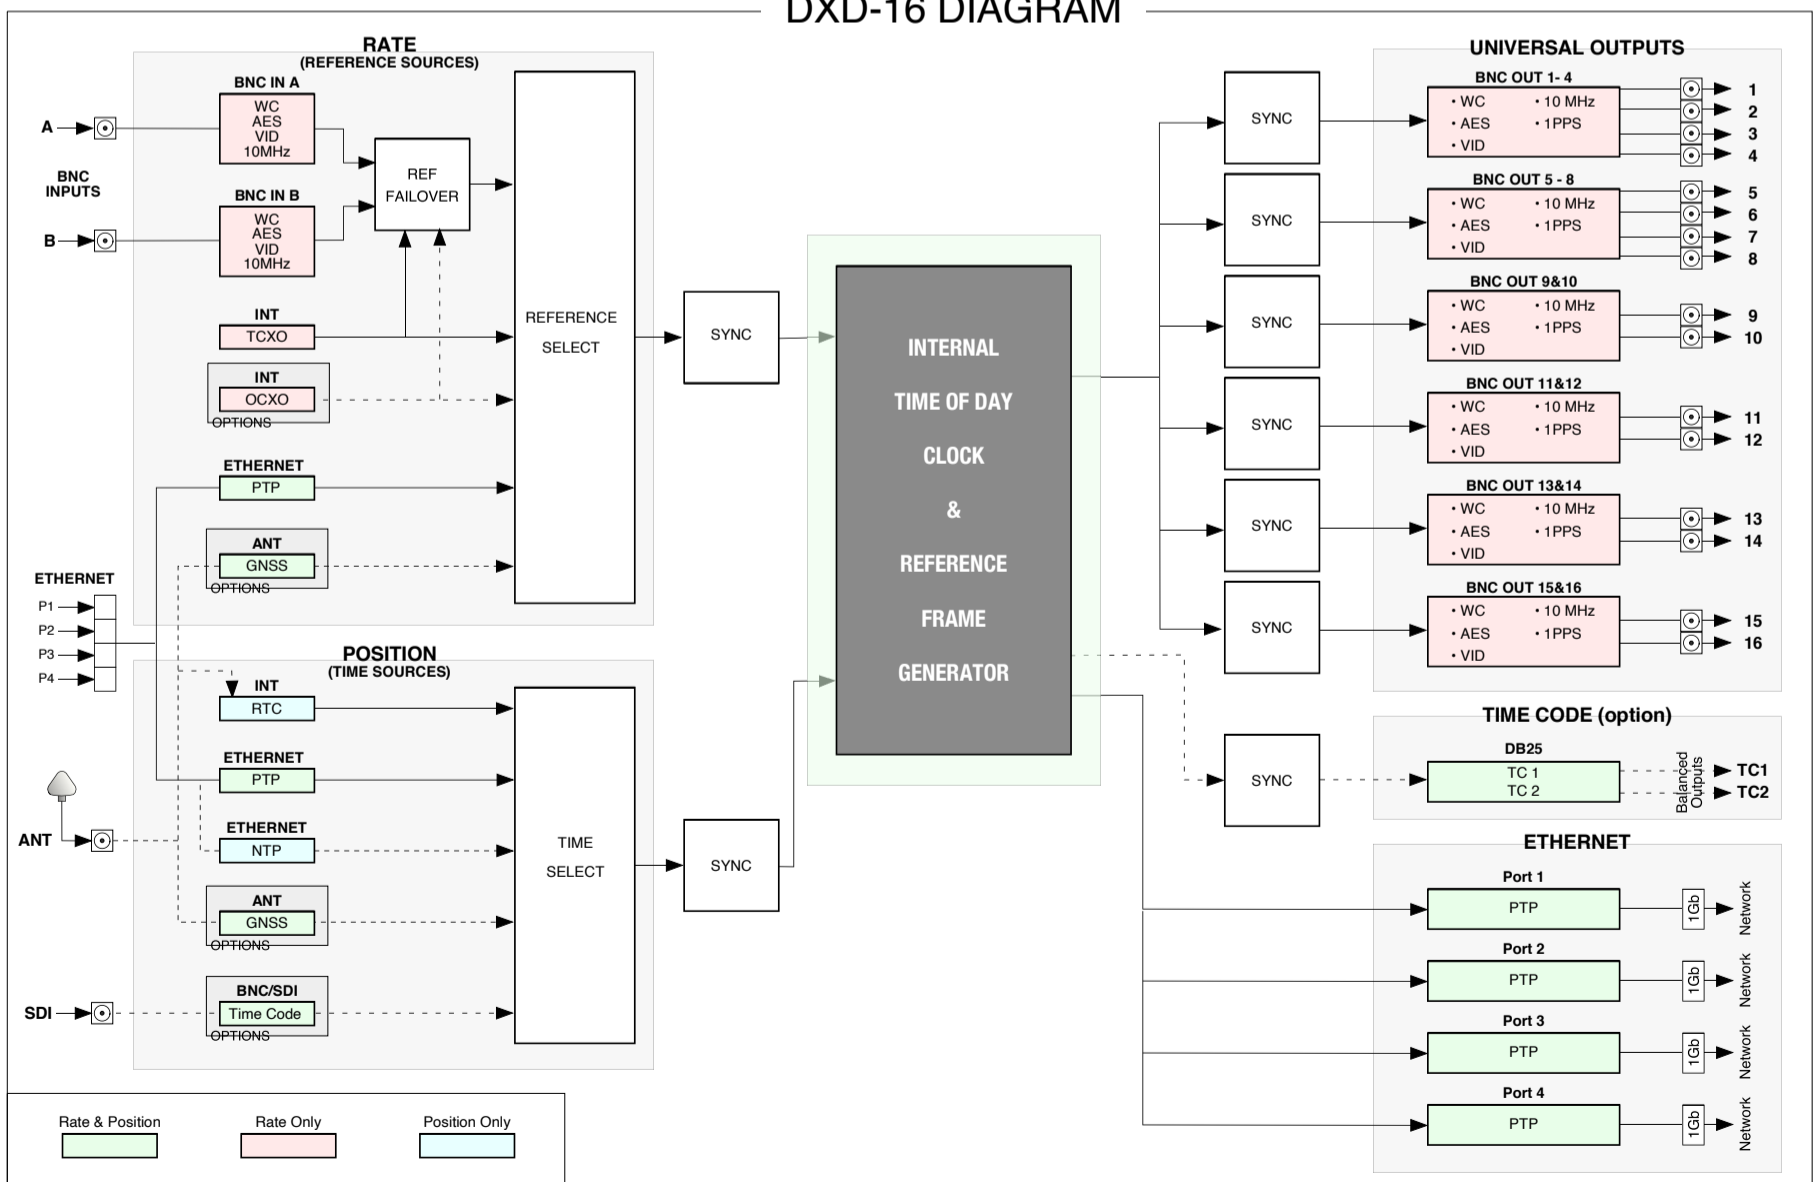 DXD-16 DIAGRAM
RATE
(REFERENCE SOURCES)
BNC IN A
WC
AES
VID
10MHz
A
BNC
INPUTS
B
BNC IN B
WC
AES
VID
10MHz
REF
FAILOVER
INT
TCXO
INT
OCXO
OPTIONS
ETHERNET
PTP
ANT
GNSS
OPTIONS
REFERENCE
SELECT
SYNC
ETHERNET
P1
P2
P3
P4
POSITION
(TIME SOURCES)
INT
RTC
ETHERNET
PTP
ETHERNET
NTP
ANT
GNSS
OPTIONS
BNC/SDI
Time Code
OPTIONS
ANT
SDI
TIME
SELECT
SYNC
INTERNAL
TIME OF DAY
CLOCK
&
REFERENCE
FRAME
GENERATOR
SYNC
SYNC
SYNC
SYNC
SYNC
SYNC
SYNC
UNIVERSAL OUTPUTS
BNC OUT 1- 4
• WC • 10 MHz
• AES • 1PPS
• VID
1
2
3
4
BNC OUT 5 - 8
• WC • 10 MHz
• AES • 1PPS
• VID
5
6
7
8
BNC OUT 9&10
• WC • 10 MHz
• AES • 1PPS
• VID
9
10
BNC OUT 11&12
• WC • 10 MHz
• AES • 1PPS
• VID
11
12
BNC OUT 13&14
• WC • 10 MHz
• AES • 1PPS
• VID
13
14
BNC OUT 15&16
• WC • 10 MHz
• AES • 1PPS
• VID
15
16
TIME CODE (option)
DB25
TC 1
TC 2
Balanced
Outputs
TC1
TC2
ETHERNET
Port 1
PTP
1Gb
Network
Port 2
PTP
1Gb
Network
Port 3
PTP
1Gb
Network
Port 4
PTP
1Gb
Network
Rate & Position
Rate Only
Position Only